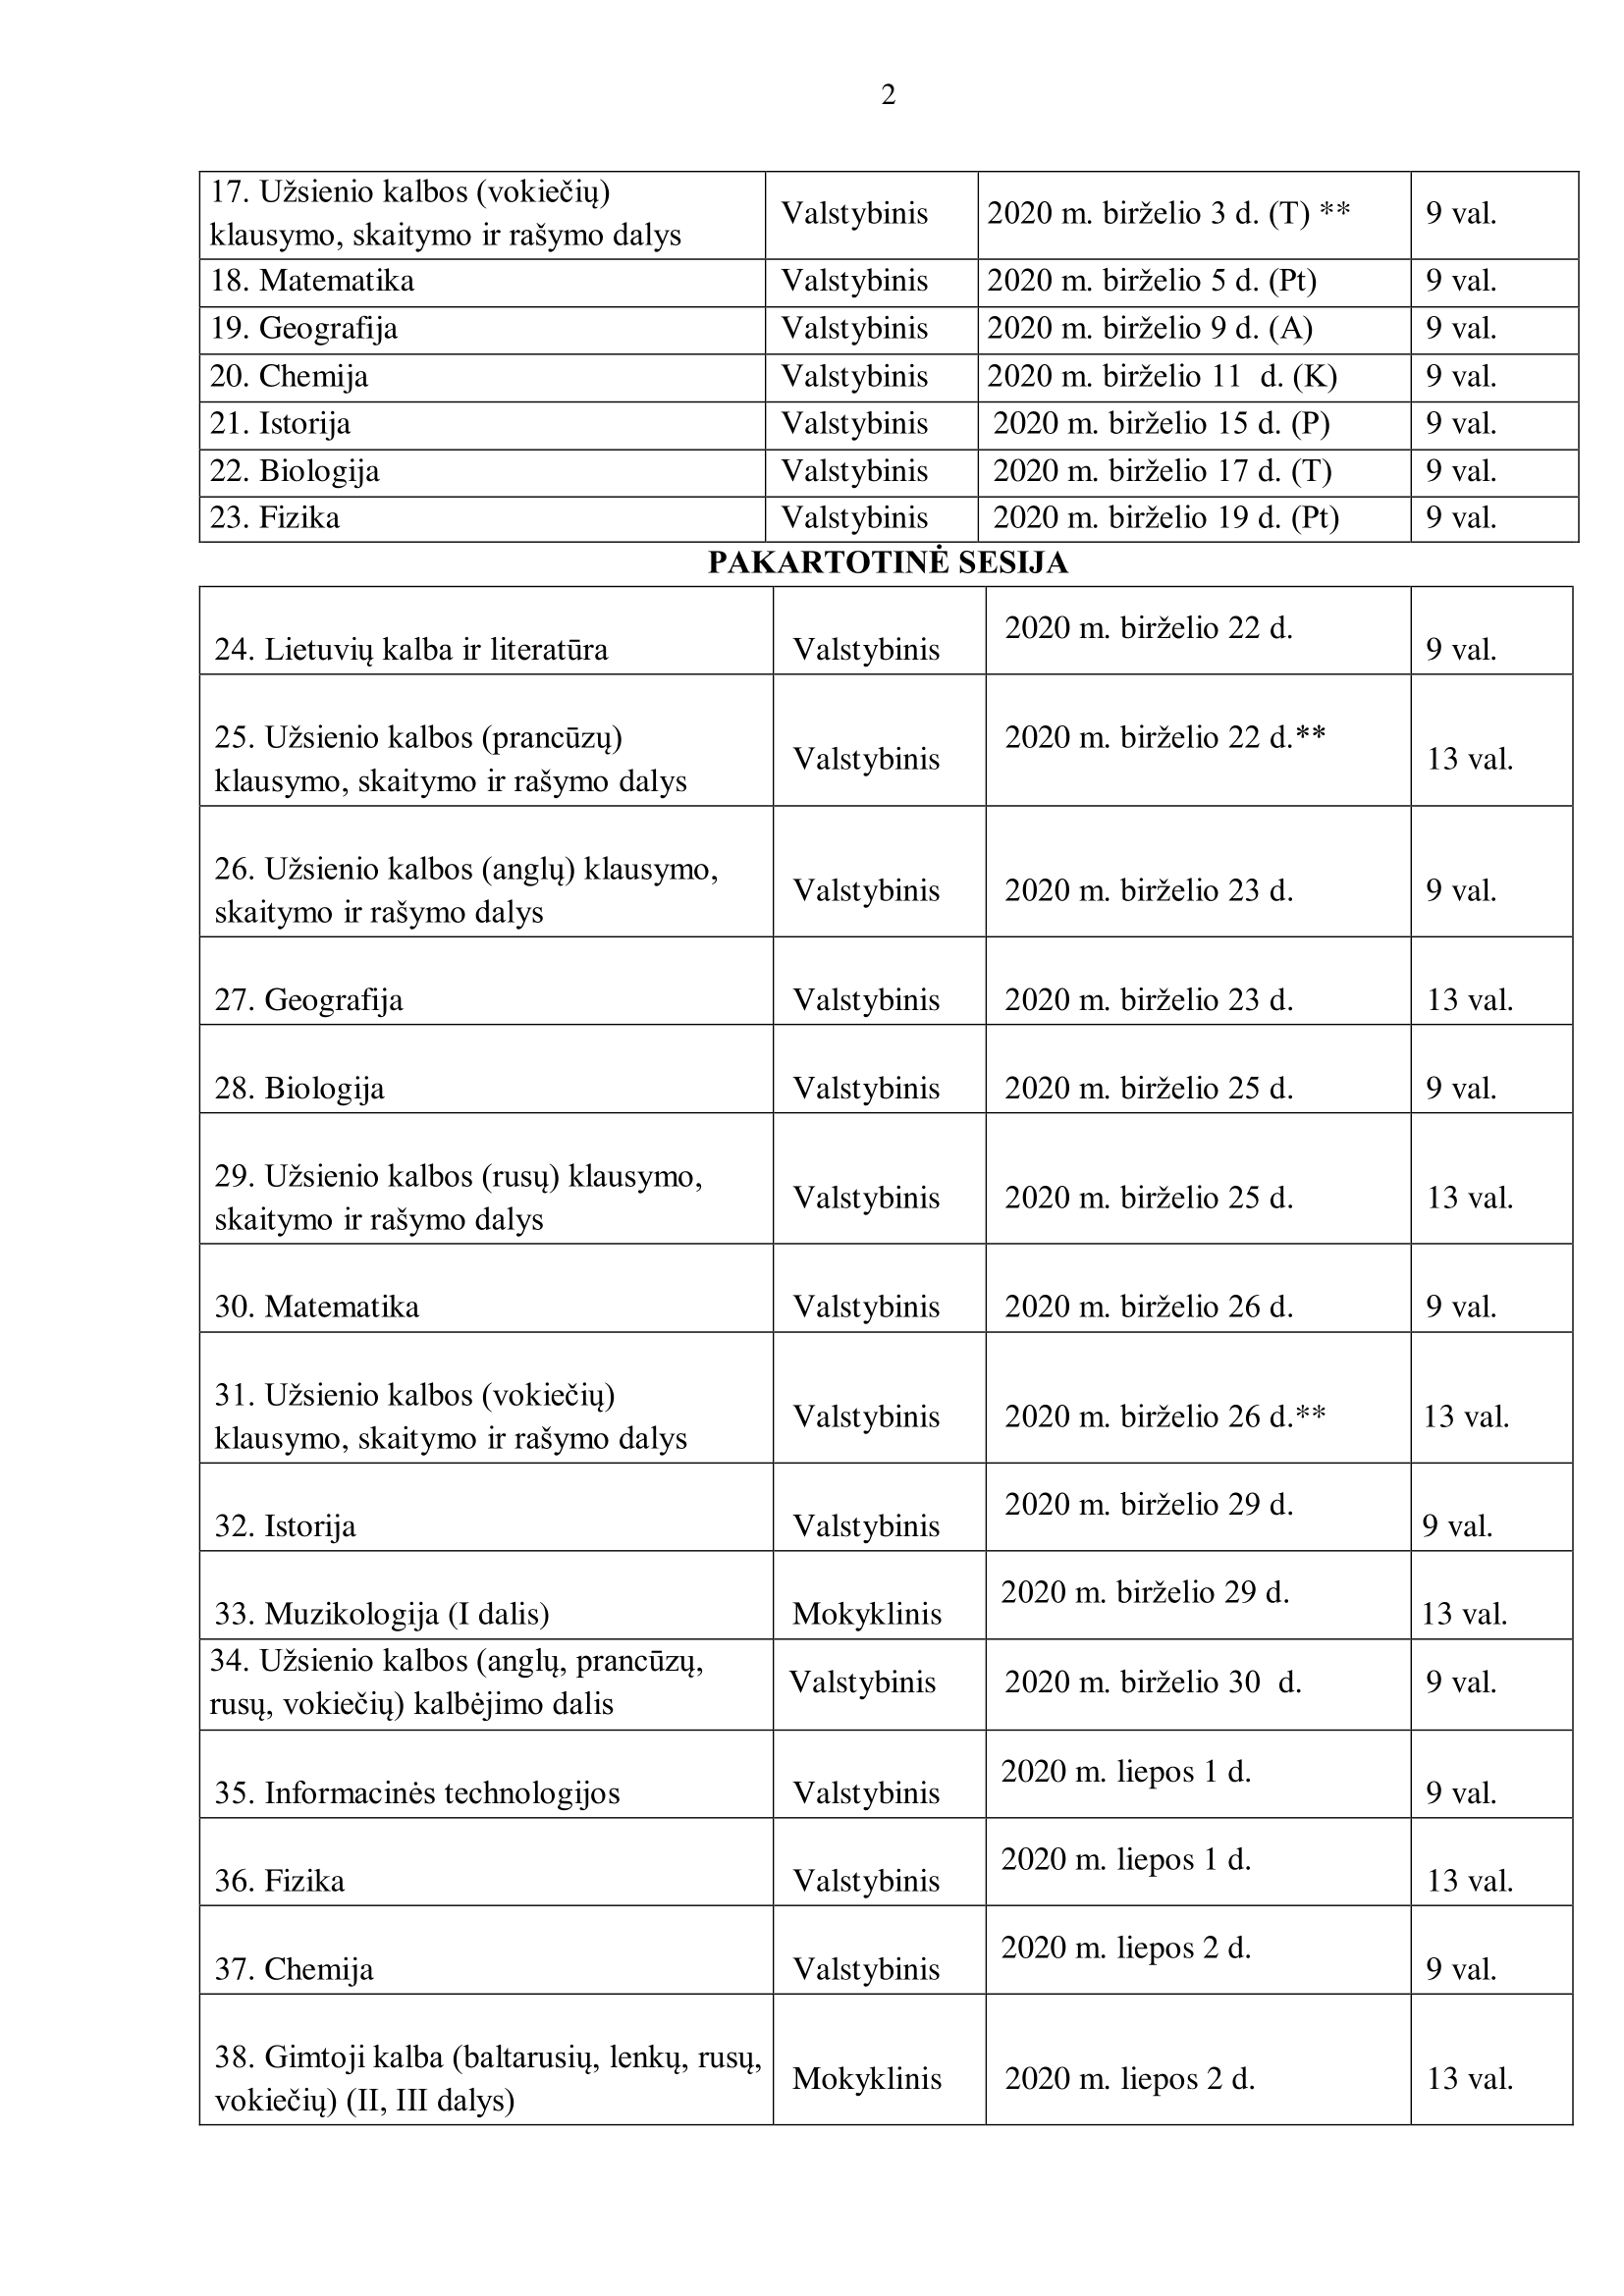 2
17. Užsienio kalbos (vokiečių)
klausymo, skaitymo ir rašymo dalys
Valstybinis
2020 m. birželio 3 d. (T) **
9 val.
18. Matematika
Valstybinis
2020 m. birželio 5 d. (Pt)
9 val.
19. Geografija
Valstybinis
2020 m. birželio 9 d. (A)
9 val.
20. Chemija
Valstybinis
2020 m. birželio 11 d. (K)
9 val.
21. Istorija
Valstybinis
2020 m. birželio 15 d. (P)
9 val.
22. Biologija
Valstybinis
2020 m. birželio 17 d. (T)
9 val.
23. Fizika
Valstybinis
2020 m. birželio 19 d. (Pt)
9 val.
PAKARTOTINĖ SESIJA
24. Lietuvių kalba ir literatūra
Valstybinis
2020 m. birželio 22 d.
9 val.
25. Užsienio kalbos (prancūzų)
klausymo, skaitymo ir rašymo dalys
Valstybinis
2020 m. birželio 22 d.**
13 val.
26. Užsienio kalbos (anglų) klausymo,
skaitymo ir rašymo dalys
Valstybinis
2020 m. birželio 23 d.
9 val.
27. Geografija
Valstybinis
2020 m. birželio 23 d.
13 val.
28. Biologija
Valstybinis
2020 m. birželio 25 d.
9 val.
29. Užsienio kalbos (rusų) klausymo,
skaitymo ir rašymo dalys
Valstybinis
2020 m. birželio 25 d.
13 val.
30. Matematika
Valstybinis
2020 m. birželio 26 d.
9 val.
31. Užsienio kalbos (vokiečių)
klausymo, skaitymo ir rašymo dalys
Valstybinis
2020 m. birželio 26 d.**
13 val.
32. Istorija
Valstybinis
2020 m. birželio 29 d.
9 val.
33. Muzikologija (I dalis)
Mokyklinis
2020 m. birželio 29 d.
13 val.
34. Užsienio kalbos (anglų, prancūzų,
rusų, vokiečių) kalbėjimo dalis
Valstybinis
2020 m. birželio 30 d.
9 val.
35. Informacinės technologijos
Valstybinis
2020 m. liepos 1 d.
9 val.
36. Fizika
Valstybinis
2020 m. liepos 1 d.
13 val.
37. Chemija
Valstybinis
2020 m. liepos 2 d.
9 val.
38. Gimtoji kalba (baltarusių, lenkų, rusų,
vokiečių) (II, III dalys)
Mokyklinis
2020 m. liepos 2 d.
13 val.